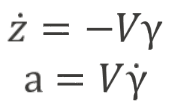 ż = −Vγ
a = Vγ̇